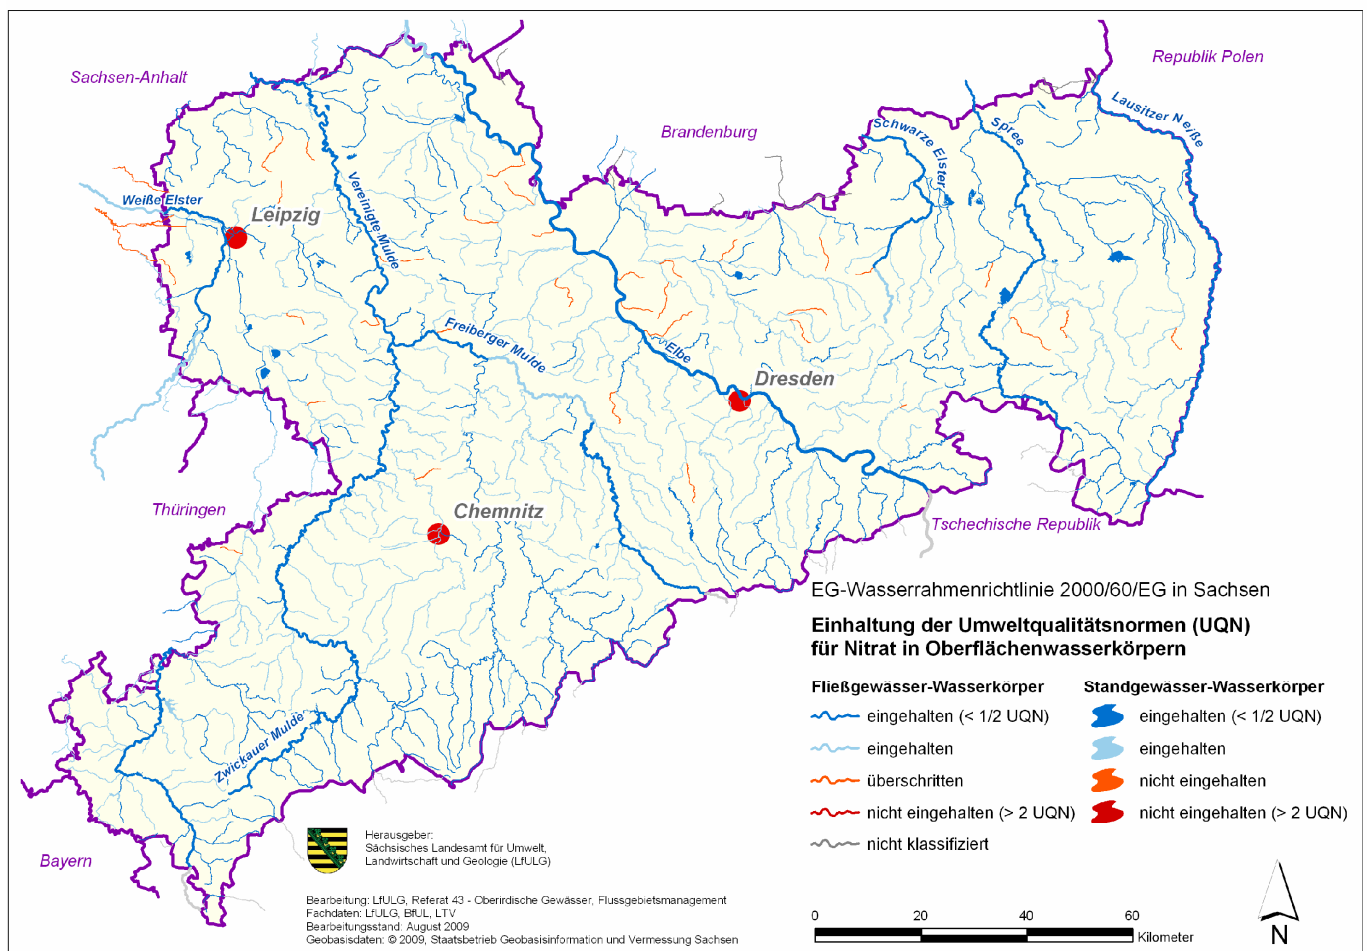 Sachsen-Anhalt
Republik Polen
Brandenburg
Lausitzer Neiße
Schwarze Elster
Spree
Weiße Elster
Leipzig
Vereinigte Mulde
Freiberger Mulde
Elbe
Dresden
Thüringen
Chemnitz
Tschechische Republik
Zwickauer Mulde
Bayern
EG-Wasserrahmenrichtlinie 2000/60/EG in Sachsen
Einhaltung der Umweltqualitätsnormen (UQN)
für Nitrat in Oberflächenwasserkörpern
Fließgewässer-Wasserkörper
eingehalten (< 1/2 UQN)
eingehalten
überschritten
nicht eingehalten (> 2 UQN)
nicht klassifiziert
Standgewässer-Wasserkörper
eingehalten (< 1/2 UQN)
eingehalten
nicht eingehalten
nicht eingehalten (> 2 UQN)
Herausgeber:
Sächsisches Landesamt für Umwelt,
Landwirtschaft und Geologie (LfULG)
Bearbeitung: LfULG, Referat 43 - Oberirdische Gewässer, Flussgebietsmanagement
Fachdaten: LfULG, BfUL, LTV
Bearbeitungsstand: August 2009
Geobasisdaten: © 2009, Staatsbetrieb Geobasisinformation und Vermessung Sachsen
0 20 40 60
Kilometer
N